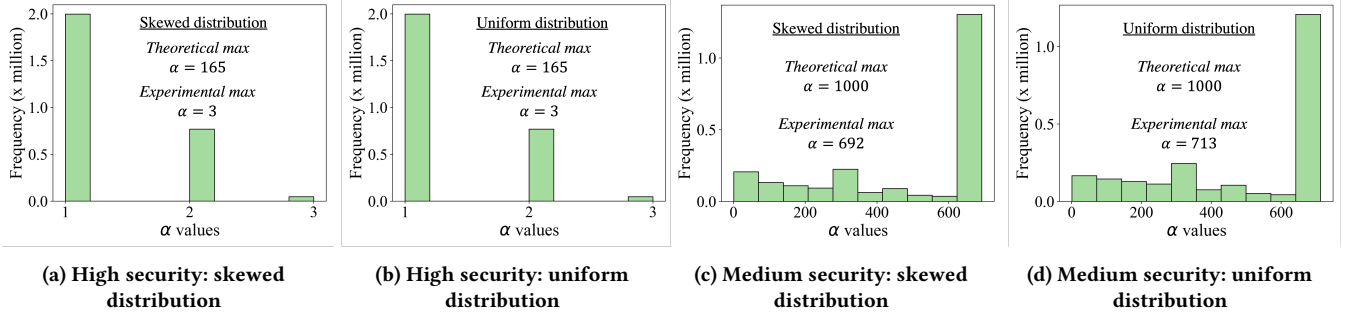 Frequency (x million)
2.0
1.5
1.0
0.5
0.0
Skewed distribution
Theoretical max
α = 165
Experimental max
α = 3
1
2
3
α values
(a) High security: skewed
distribution
Frequency (x million)
2.0
1.5
1.0
0.5
0.0
Uniform distribution
Theoretical max
α = 165
Experimental max
α = 3
1
2
3
α values
(b) High security: uniform
distribution
Frequency (x million)
1.0
0.5
0.0
Skewed distribution
Theoretical max
α = 1000
Experimental max
α = 692
0
200
400
600
α values
(c) Medium security: skewed
distribution
Frequency (x million)
1.0
0.5
0.0
Uniform distribution
Theoretical max
α = 1000
Experimental max
α = 713
0
200
400
600
α values
(d) Medium security: uniform
distribution